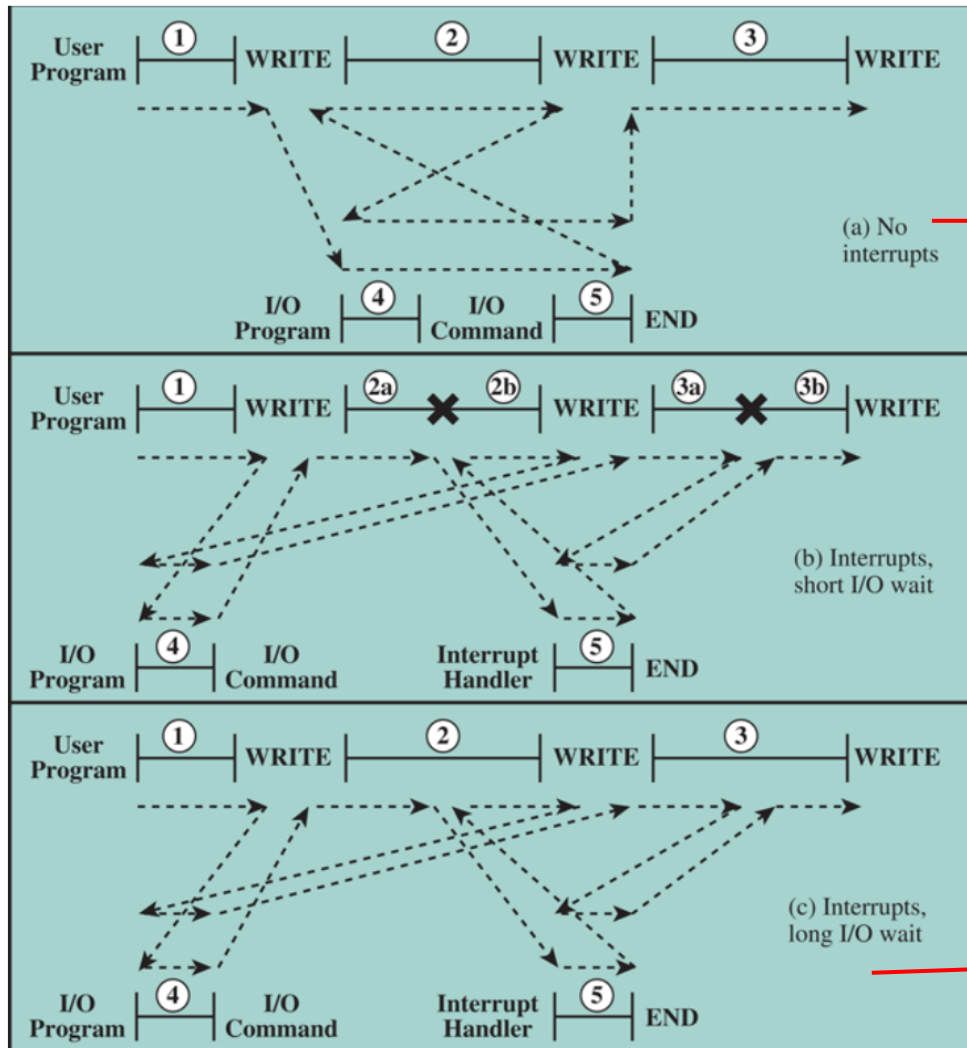 1 2 3
User Program WRITE WRITE WRITE
(a) No
interrupts
4 5
I/O Program I/O Command END
1 2a 2b 3a 3b
User Program WRITE WRITE WRITE
(b) Interrupts,
short I/O wait
4 5
I/O Program I/O Command Interrupt Handler END
1 2 3
User Program WRITE WRITE WRITE
(c) Interrupts,
long I/O wait
4 5
I/O Program I/O Command Interrupt Handler END